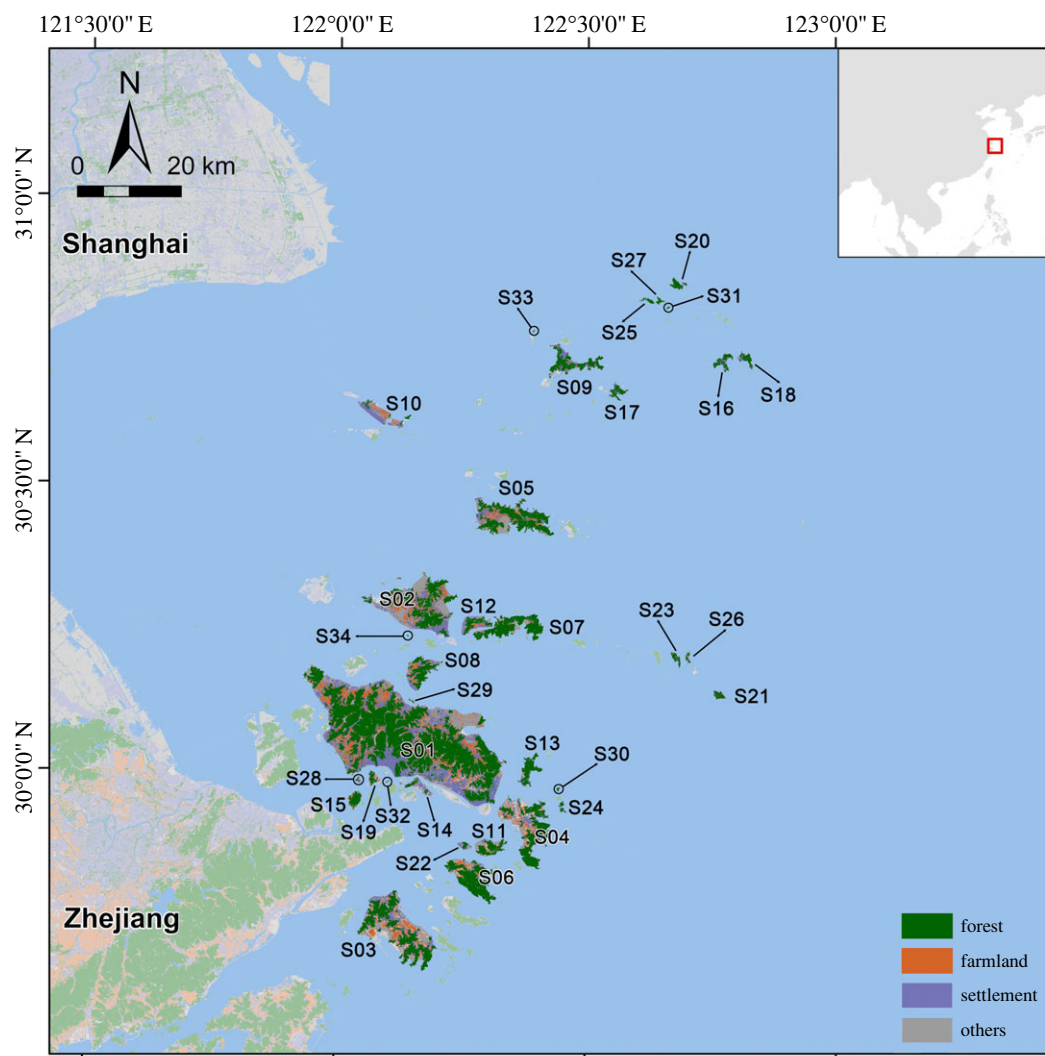 121°30'0" E 122°0'0" E 122°30'0" E 123°0'0" E
N
0 20 km
31°0'0" N
Shanghai
S20
S27
S33
S31
S25
S09
S16
S18
S17
S10
30°30'0" N
S05
S02
S12
S23
S26
S34
S07
S08
S29
S21
S01
S13
30°0'0" N
S28
S30
S15
S24
S19
S32
S14
S11
S04
S22
S06
Zhejiang
S03
forest
farmland
settlement
others